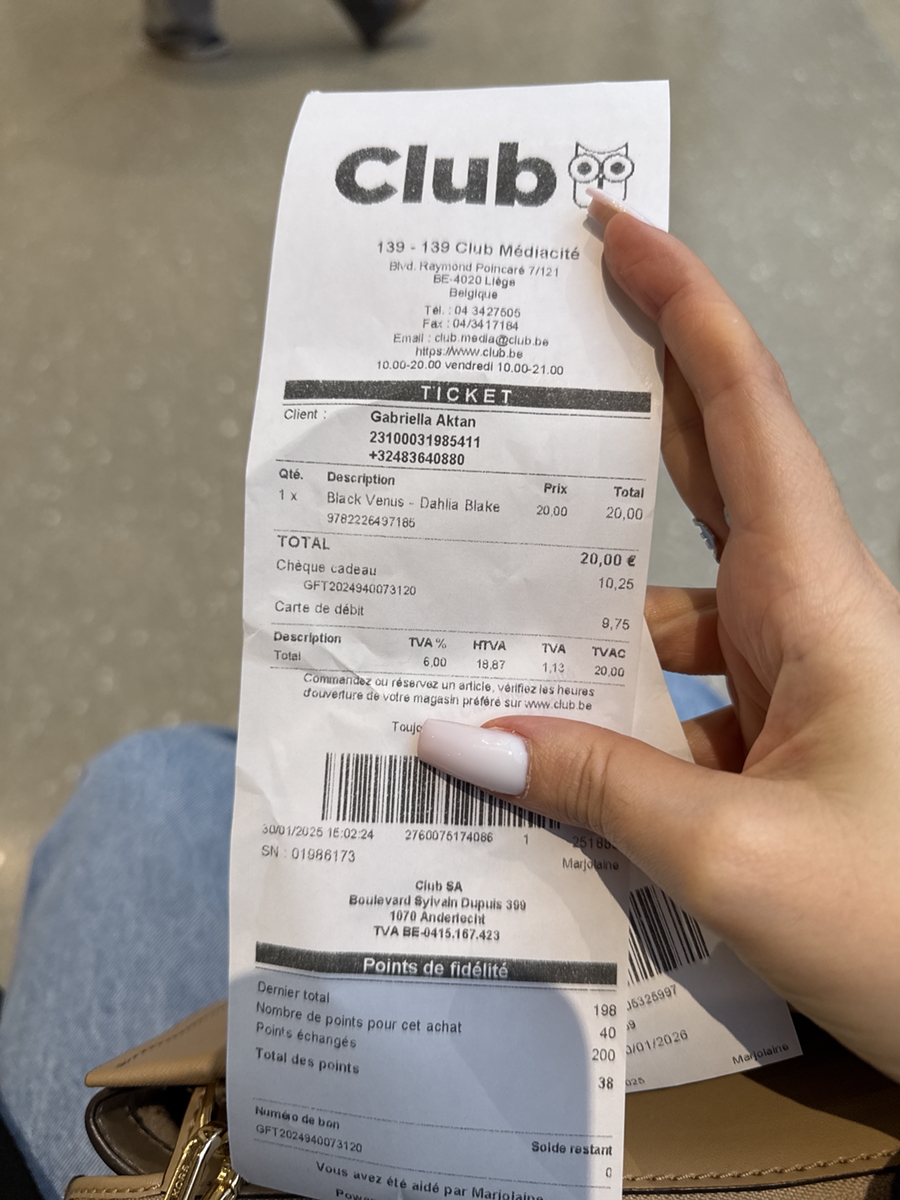 Club
139 - 139 Club Médiacité
Blvd. Raymond Poincaré 7/121
BE-4020 Liège
Belgique
Tél. : 04 3427605
Fax : 04/3417184
Email : club.media@club.be
https://www.club.be
10.00-20.00 vendredi 10.00-21.00
TICKET
Client : Gabriella Aktan
23100031985411
+32483640880
Qté. Description Prix Total
1 x Black Venus - Dahlia Blake 20,00 20,00
9782226497185
TOTAL 20,00 €
Chèque cadeau 10,25
GFT2024940073120
Carte de débit 9,75
Description TVA % HTVA TVA TVAC
Total 6,00 18,87 1,13 20,00
Commandez ou réservez un article, vérifiez les heures
d'ouverture de votre magasin préféré sur www.club.be
30/01/2025 16:02:24 2760075174086 1
SN : 01986173 Marjolaine
Club SA
Boulevard Sylvain Dupuis 399
1070 Anderlecht
TVA BE-0415.167.423
Points de fidélité
Dernier total 198
Nombre de points pour cet achat 40
Points échangés 200
Total des points 38
Numéro de bon Solde restant
GFT2024940073120 0
Vous avez été aidé par Marjolaine
/01/2026
Marjolaine